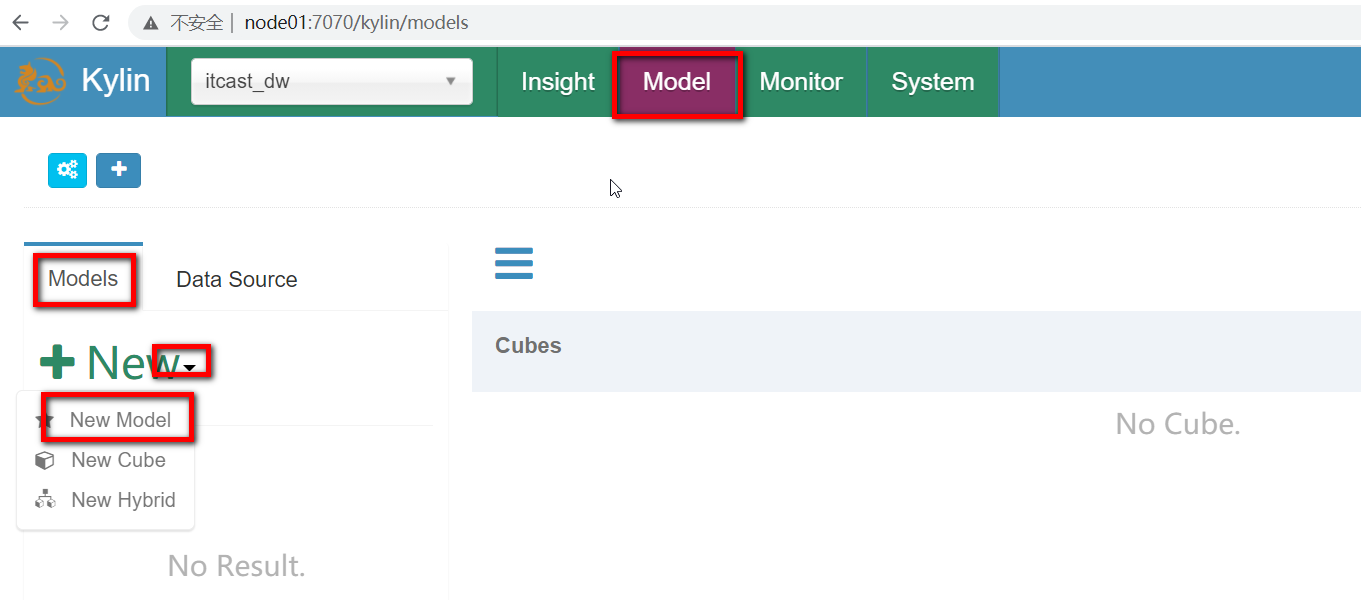 不安全 | node01:7070/kylin/models
Kylin
itcast_dw
Insight
Model
Monitor
System
Models
Data Source
New
New Model
New Cube
New Hybrid
No Result.
Cubes
No Cube.